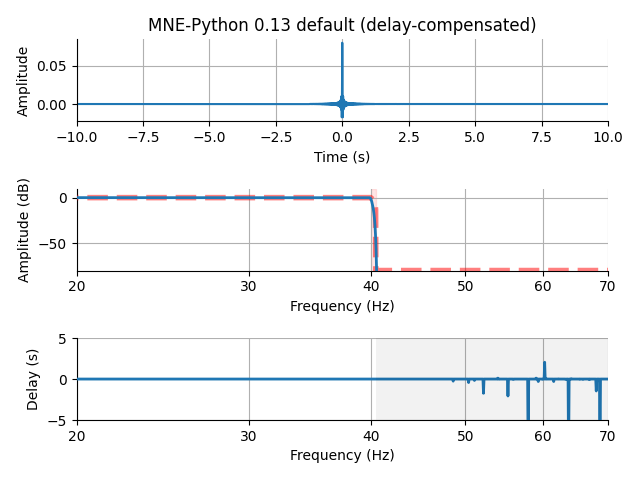 MNE-Python 0.13 default (delay-compensated)
Amplitude
0.05
0.00
−10.0 −7.5 −5.0 −2.5 0.0 2.5 5.0 7.5 10.0
Time (s)
Amplitude (dB)
0
−50
20 30 40 50 60 70
Frequency (Hz)
Delay (s)
5
0
−5
20 30 40 50 60 70
Frequency (Hz)